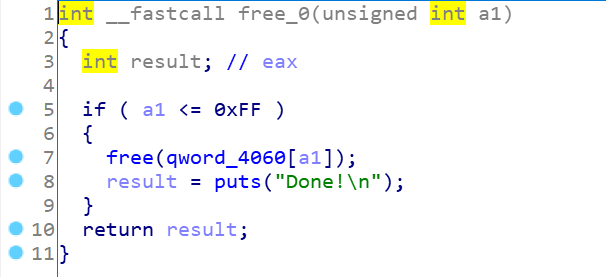 1 int __fastcall free_0(unsigned int a1)
2 {
3   int result; // eax
4
5   if ( a1 <= 0xFF )
6   {
7     free(qword_4060[a1]);
8     result = puts("Done!\n");
9   }
10   return result;
11 }